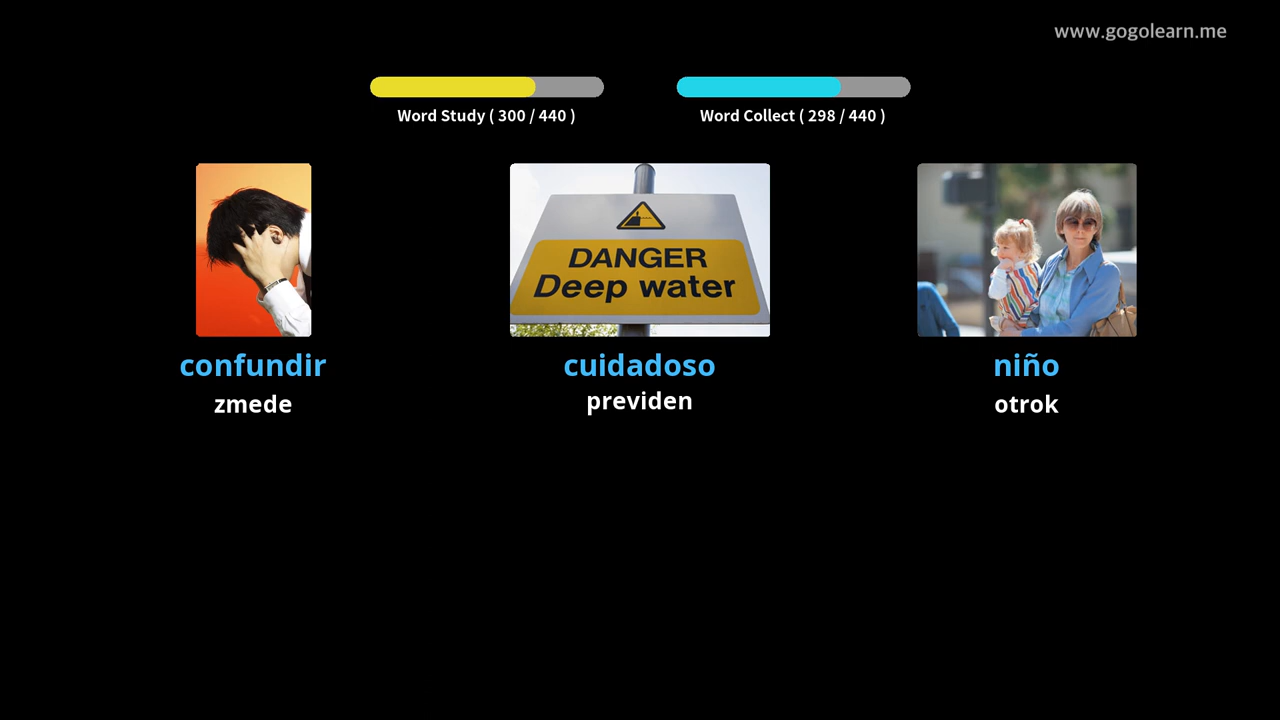 www.gogolearn.me
Word Study ( 300 / 440 )
Word Collect ( 298 / 440 )
DANGER
Deep water
confundir
cuidadoso
niño
zmede
previden
otrok